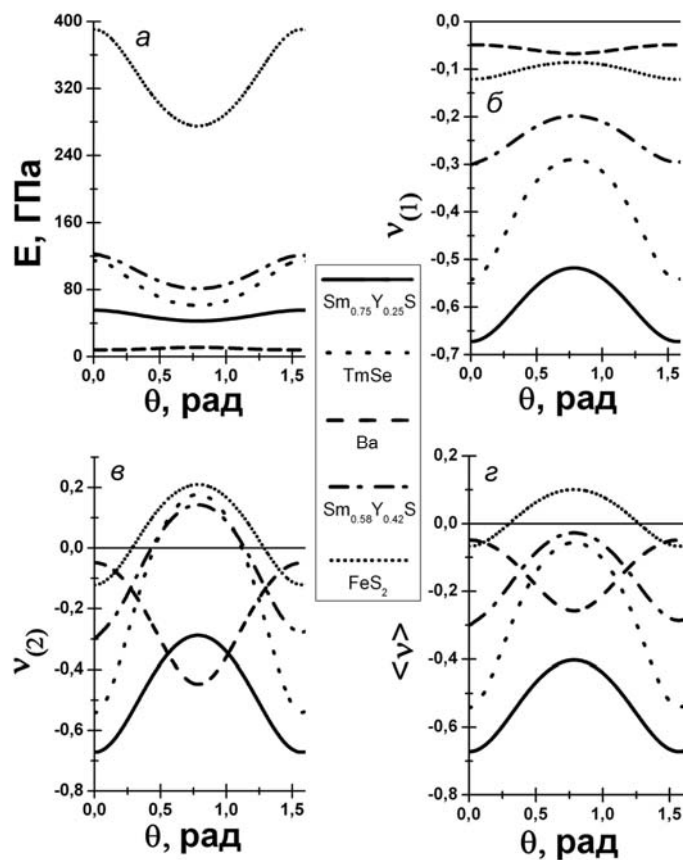 а
400
320
240
160
80
0
E, ГПа
0,0 0,5 1,0 1,5
θ, рад
б
0,0
-0,1
-0,2
-0,3
-0,4
-0,5
-0,6
-0,7
ν(1)
0,0 0,5 1,0 1,5
θ, рад
Sm0.75Y0.25S
TmSe
Ba
Sm0.58Y0.42S
FeS2
в
0,2
0,0
-0,2
-0,4
-0,6
-0,8
ν(2)
0,0 0,5 1,0 1,5
θ, рад
г
0,2
0,0
-0,2
-0,4
-0,6
-0,8
<ν>
0,0 0,5 1,0 1,5
θ, рад